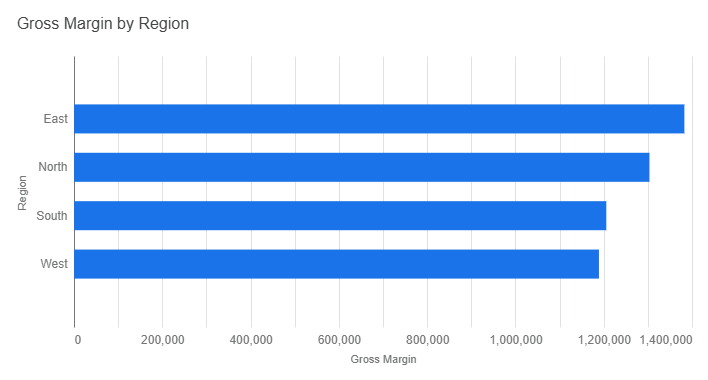 Gross Margin by Region
East
North
South
West
Region
0 200,000 400,000 600,000 800,000 1,000,000 1,200,000 1,400,000
Gross Margin